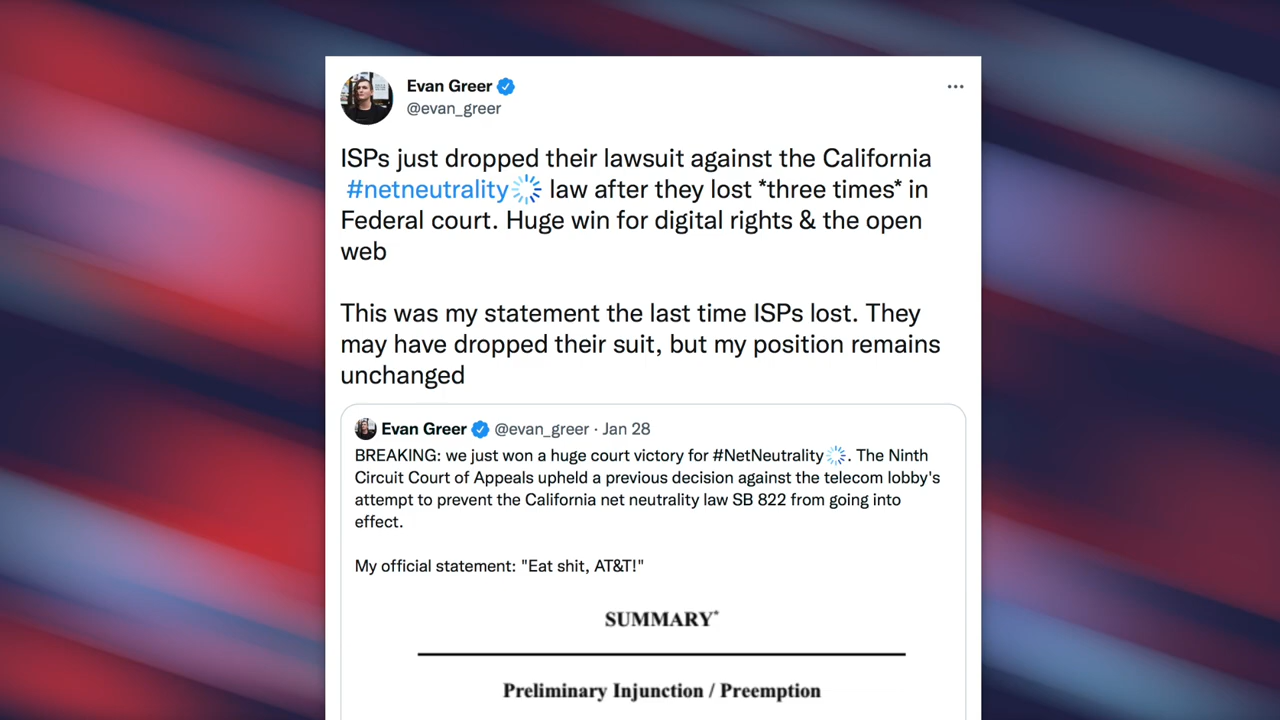 Evan Greer
@evan_greer
ISPs just dropped their lawsuit against the California
#netneutrality law after they lost *three times* in
Federal court. Huge win for digital rights & the open
web
This was my statement the last time ISPs lost. They
may have dropped their suit, but my position remains
unchanged
Evan Greer @evan_greer · Jan 28
BREAKING: we just won a huge court victory for #NetNeutrality. The Ninth
Circuit Court of Appeals upheld a previous decision against the telecom lobby's
attempt to prevent the California net neutrality law SB 822 from going into
effect.
My official statement: "Eat shit, AT&T!"
SUMMARY*
Preliminary Injunction / Preemption